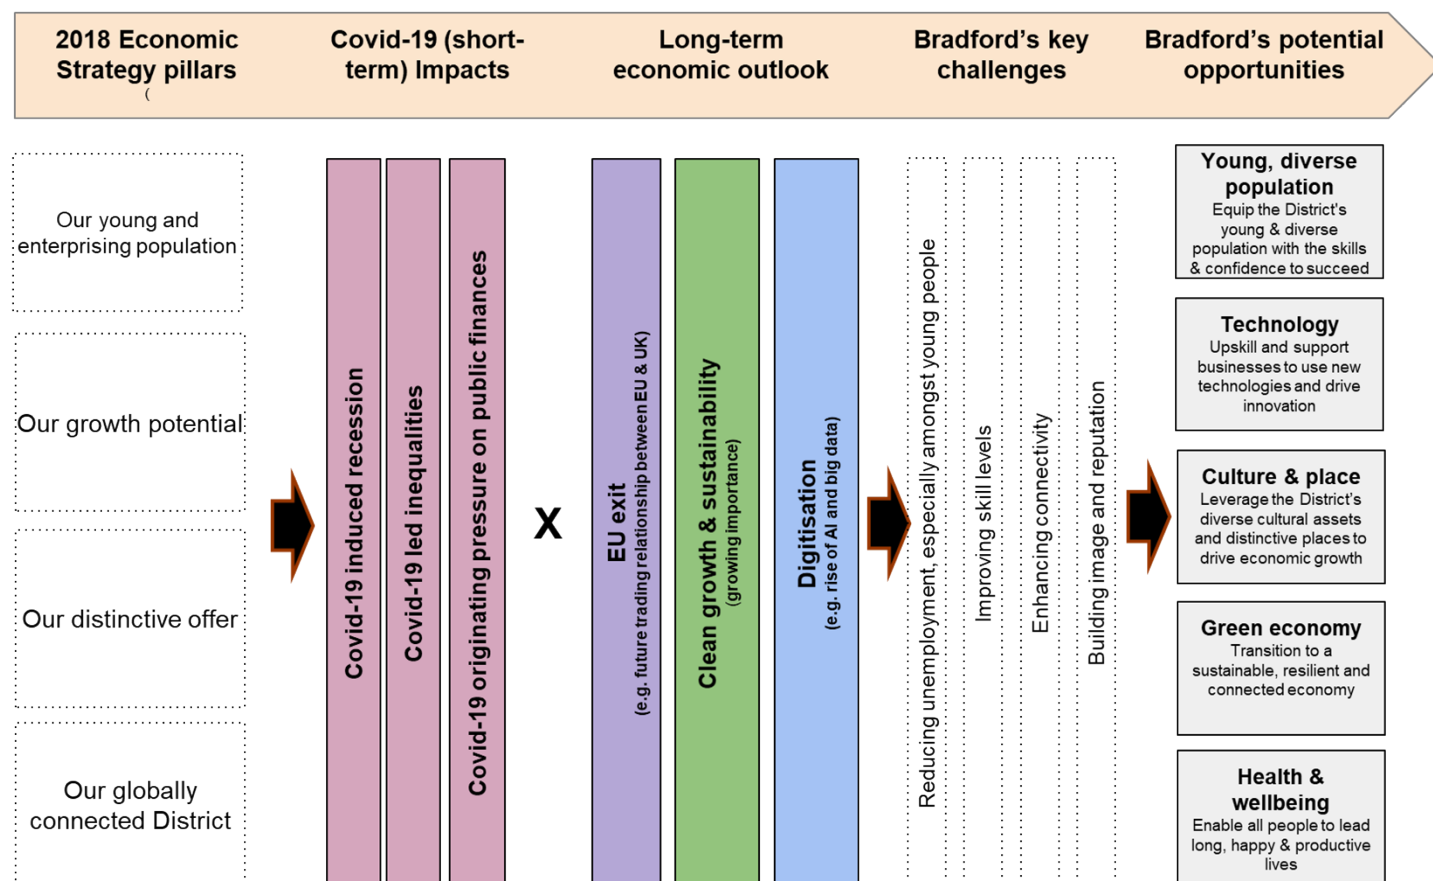 2018 Economic
Strategy pillars
(
Covid-19 (short-
term) Impacts
Long-term
economic outlook
Bradford’s key
challenges
Bradford’s potential
opportunities
Our young and
enterprising population
Our growth potential
Our distinctive offer
Our globally
connected District
Covid-19 induced recession
Covid-19 led inequalities
Covid-19 originating pressure on public finances
X
EU exit
(e.g. future trading relationship between EU & UK)
Clean growth & sustainability
(growing importance)
Digitisation
(e.g. rise of AI and big data)
Reducing unemployment, especially amongst young people
Improving skill levels
Enhancing connectivity
Building image and reputation
Young, diverse
population
Equip the District's
young & diverse
population with the skills
& confidence to succeed
Technology
Upskill and support
businesses to use new
technologies and drive
innovation
Culture & place
Leverage the District’s
diverse cultural assets
and distinctive places to
drive economic growth
Green economy
Transition to a
sustainable, resilient and
connected economy
Health &
wellbeing
Enable all people to lead
long, happy & productive
lives